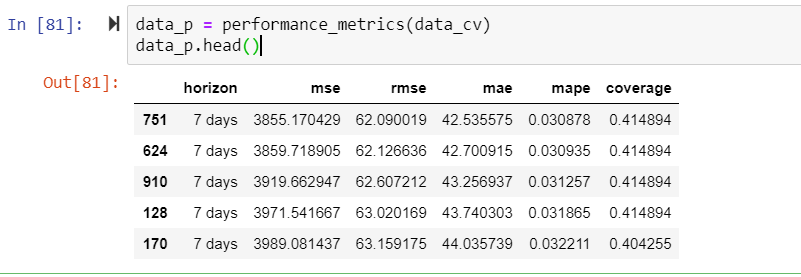 In [81]: data_p = performance_metrics(data_cv)
data_p.head()
Out[81]:
horizon mse rmse mae mape coverage
751 7 days 3855.170429 62.090019 42.535575 0.030878 0.414894
624 7 days 3859.718905 62.126636 42.700915 0.030935 0.414894
910 7 days 3919.662947 62.607212 43.256937 0.031257 0.414894
128 7 days 3971.541667 63.020169 43.740303 0.031865 0.414894
170 7 days 3989.081437 63.159175 44.035739 0.032211 0.404255